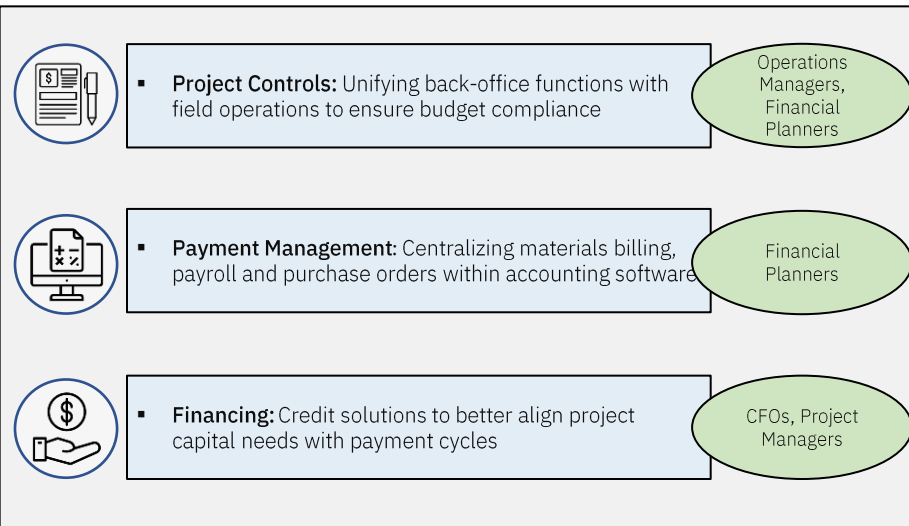 ▪ Project Controls: Unifying back-office functions with
field operations to ensure budget compliance
Operations
Managers,
Financial
Planners
▪ Payment Management: Centralizing materials billing,
payroll and purchase orders within accounting software
Financial
Planners
▪ Financing: Credit solutions to better align project
capital needs with payment cycles
CFOs, Project
Managers